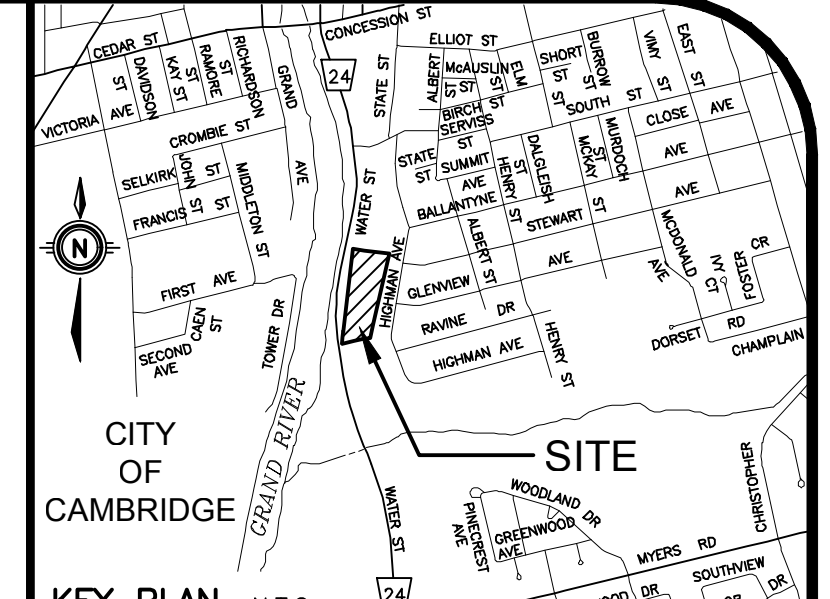 CONCESSION ST
CEDAR ST
ELLIOT ST
24
ST
DAVIDSON
KAY ST
RAMORE
ST
RICHARDSON
GRAND
AVE
STATE ST
ALBERT
ST
McAUSLIN
ST
ELM
ST
SHORT
ST
BURROW
ST
VIMY
ST
EAST
ST
VICTORIA AVE
CROMBIE ST
BIRCH ST
SERVISS
ST
SOUTH ST
CLOSE AVE
SELKIRK ST
JOHN
ST
MIDDLETON ST
STATE
ST
SUMMIT
AVE
HENRY
ST
DALGLEISH
ST
MCKAY
ST
MURDOCH
ST
AVE
AVE
FRANCIS ST
WATER ST
BALLANTYNE
STEWART
AVE
N
FIRST AVE
HIGHMAN AVE
ALBERT ST
GLENVIEW
MCDONALD
AVE
IVY
CT
FOSTER CR
CAEN
ST
SECOND
AVE
TOWER DR
RAVINE DR
HIGHMAN AVE
HENRY ST
DORSET RD
CHAMPLAIN
CITY
OF
CAMBRIDGE
GRAND RIVER
SITE
WATER ST
PINECREST
AVE
WOODLAND DR
GREENWOOD
AVE
CHRISTOPHER
MYERS RD
SOUTHVIEW
DR
DR
24
KEY PLAN